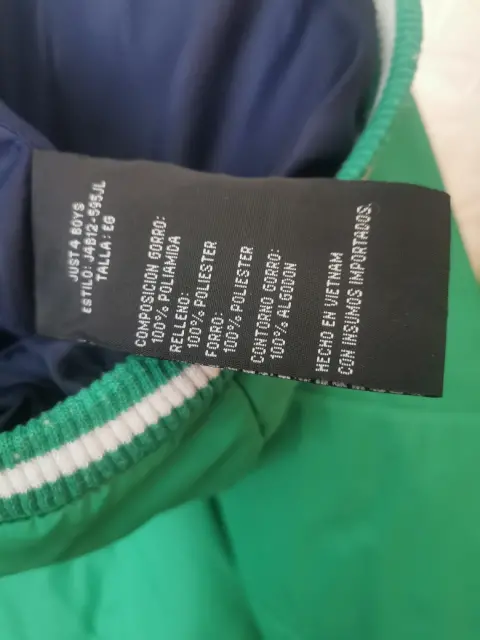 JUST 4 BOYS
ESTILO: J4B12-595JL
TALLA: EG
COMPOSICION GORRO:
100% POLIAMIDA
RELLENO:
100% POLIESTER
FORRO:
100% POLIESTER
CONTORNO GORRO:
100% ALGODON
HECHO EN VIETNAM
CON INSUMOS IMPORTADOS.